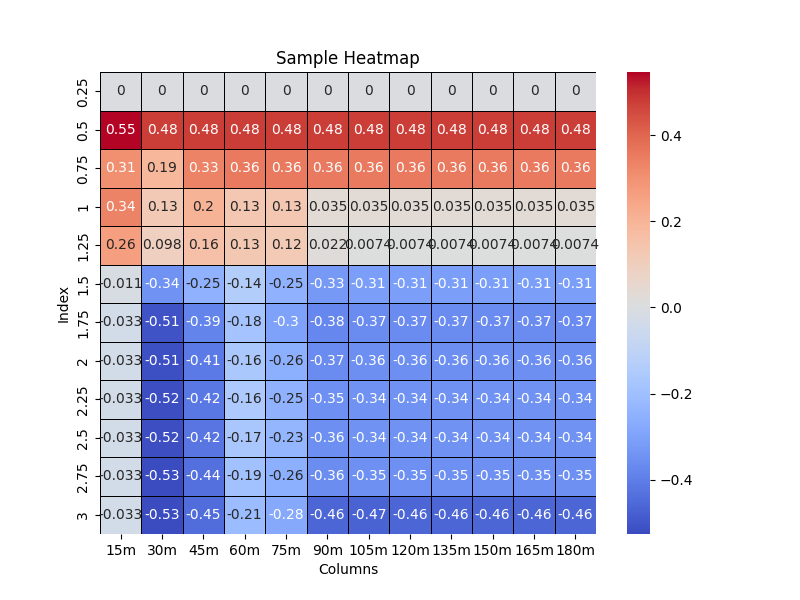 Sample Heatmap
0.25 0 0 0 0 0 0 0 0 0 0 0 0
0.5 0.55 0.48 0.48 0.48 0.48 0.48 0.48 0.48 0.48 0.48 0.48 0.48
0.75 0.31 0.19 0.33 0.36 0.36 0.36 0.36 0.36 0.36 0.36 0.36 0.36
1 0.34 0.13 0.2 0.13 0.13 0.035 0.035 0.035 0.035 0.035 0.035 0.035
1.25 0.26 0.098 0.16 0.13 0.12 0.022 0.0074 0.0074 0.0074 0.0074 0.0074 0.0074
1.5 -0.011 -0.34 -0.25 -0.14 -0.25 -0.33 -0.31 -0.31 -0.31 -0.31 -0.31 -0.31
1.75 -0.033 -0.51 -0.39 -0.18 -0.3 -0.38 -0.37 -0.37 -0.37 -0.37 -0.37 -0.37
2 -0.033 -0.51 -0.41 -0.16 -0.26 -0.37 -0.36 -0.36 -0.36 -0.36 -0.36 -0.36
2.25 -0.033 -0.52 -0.42 -0.16 -0.25 -0.35 -0.34 -0.34 -0.34 -0.34 -0.34 -0.34
2.5 -0.033 -0.52 -0.42 -0.17 -0.23 -0.36 -0.34 -0.34 -0.34 -0.34 -0.34 -0.34
2.75 -0.033 -0.53 -0.44 -0.19 -0.26 -0.36 -0.35 -0.35 -0.35 -0.35 -0.35 -0.35
3 -0.033 -0.53 -0.45 -0.21 -0.28 -0.46 -0.47 -0.46 -0.46 -0.46 -0.46 -0.46
15m 30m 45m 60m 75m 90m 105m 120m 135m 150m 165m 180m
Columns
Index
0.4
0.2
0.0
−0.2
−0.4